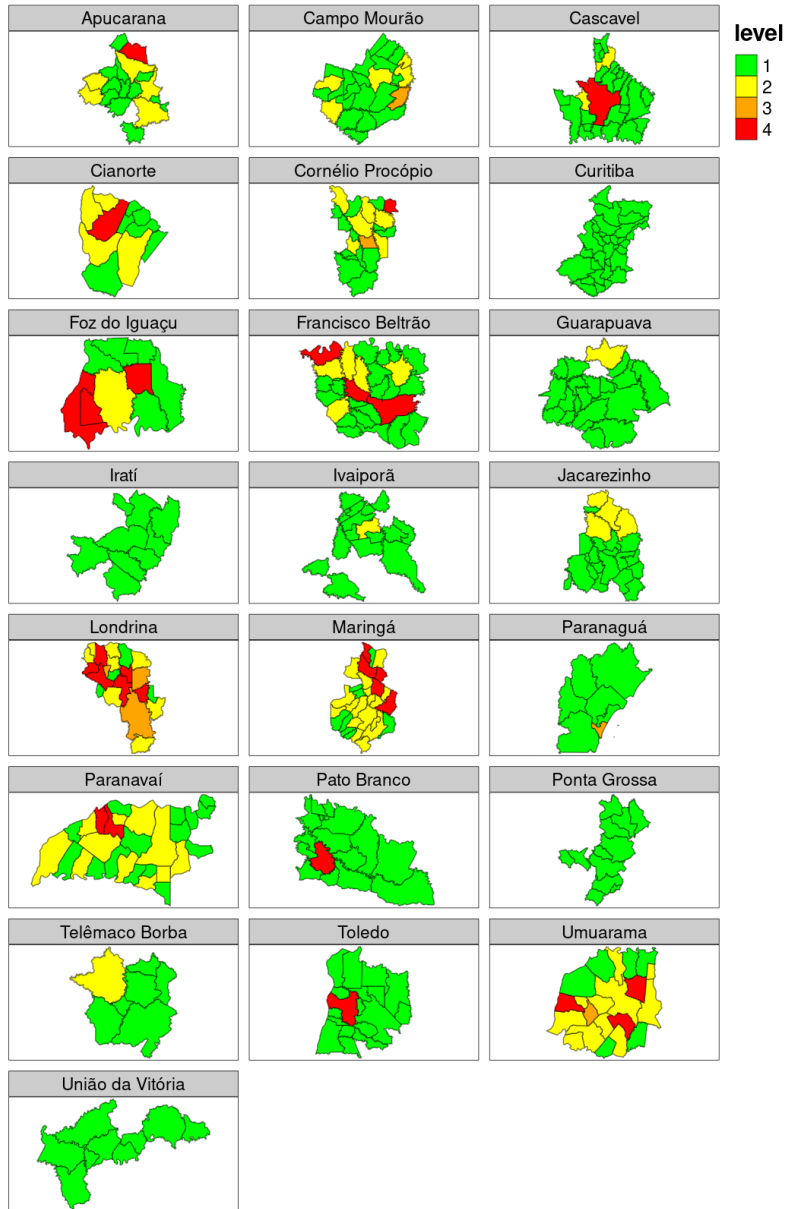 Apucarana
Campo Mourão
Cascavel
level
1
2
3
4
Cianorte
Cornélio Procópio
Curitiba
Foz do Iguaçu
Francisco Beltrão
Guarapuava
Iratí
Ivaiporã
Jacarezinho
Londrina
Maringá
Paranaguá
Paranavaí
Pato Branco
Ponta Grossa
Telêmaco Borba
Toledo
Umuarama
União da Vitória